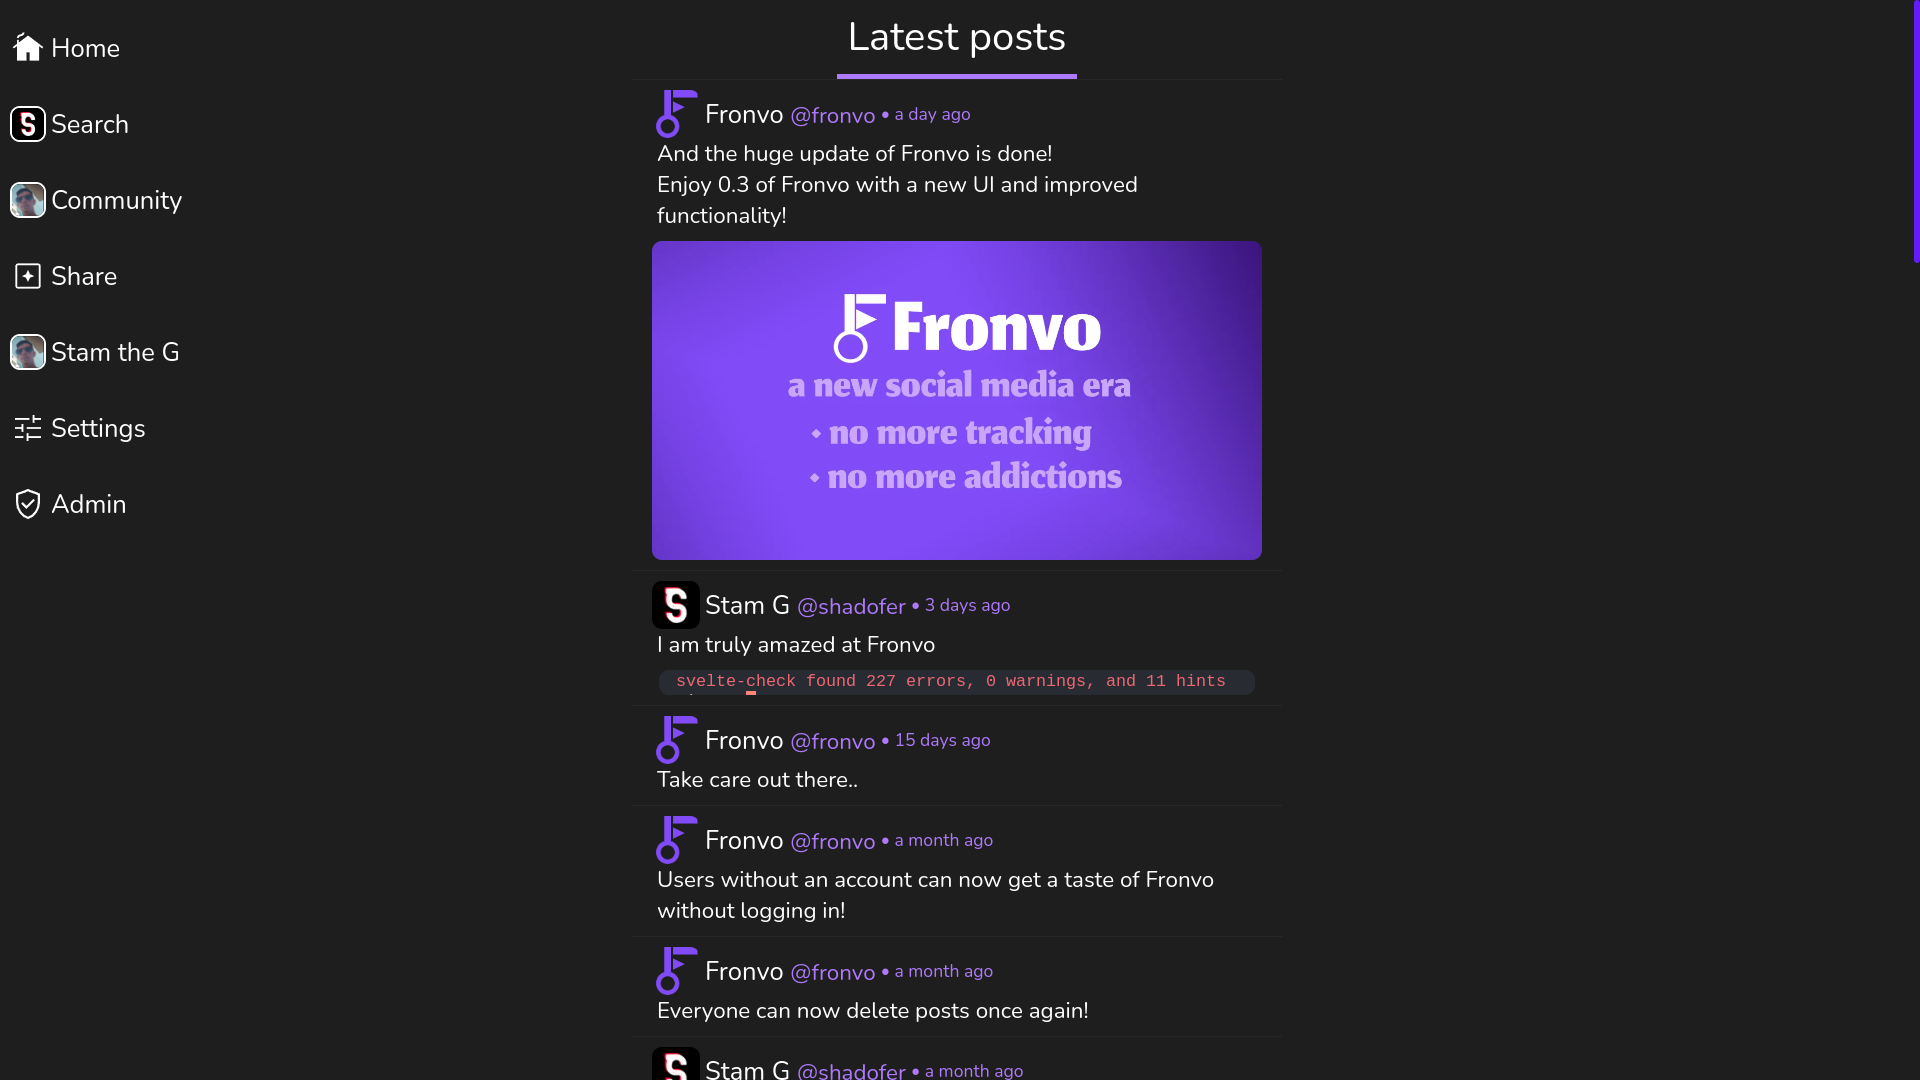 Home
Search
Community
Share
Stam the G
Settings
Admin
Latest posts
Fronvo @fronvo • a day ago
And the huge update of Fronvo is done!
Enjoy 0.3 of Fronvo with a new UI and improved
functionality!
Fronvo
a new social media era
• no more tracking
• no more addictions
Stam G @shadofer • 3 days ago
I am truly amazed at Fronvo
svelte-check found 227 errors, 0 warnings, and 11 hints
Fronvo @fronvo • 15 days ago
Take care out there..
Fronvo @fronvo • a month ago
Users without an account can now get a taste of Fronvo
without logging in!
Fronvo @fronvo • a month ago
Everyone can now delete posts once again!
Stam G @shadofer • a month ago